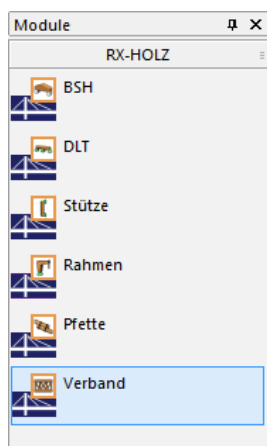 Module
RX-HOLZ
BSH
DLT
Stütze
Rahmen
Pfette
Verband